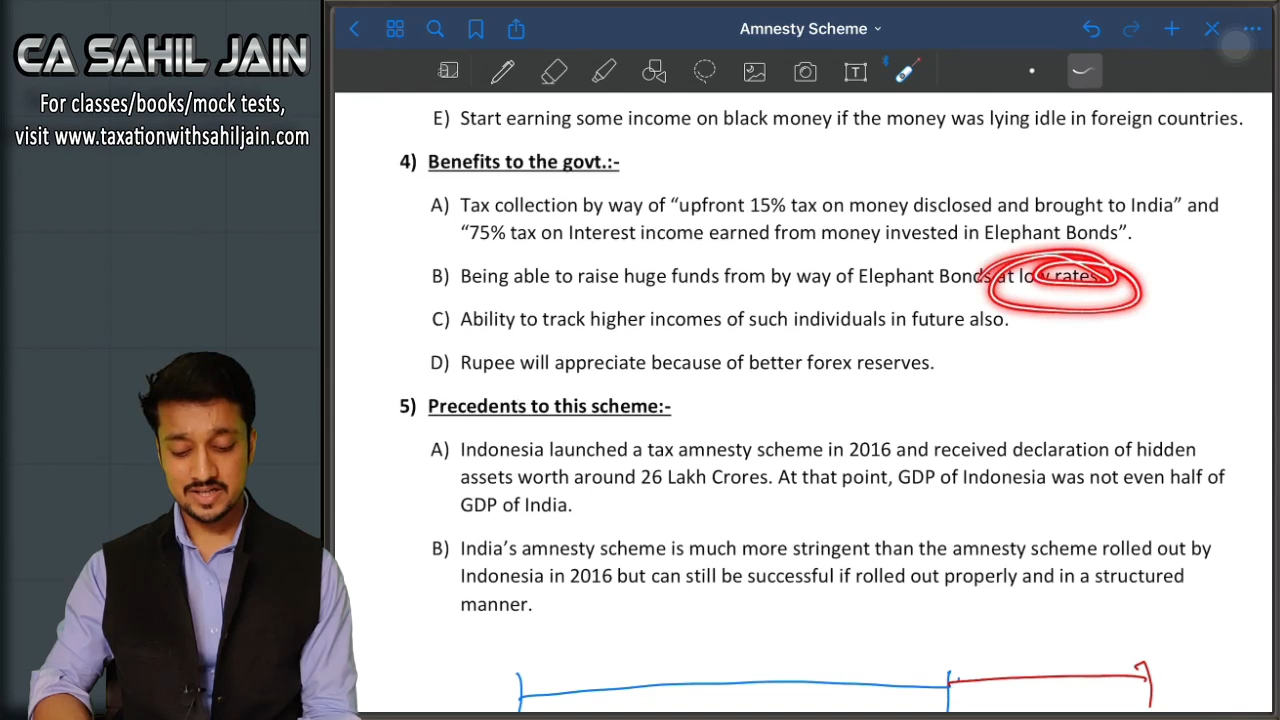 CA SAHIL JAIN
For classes/books/mock tests,
visit www.taxationwithsahiljain.com
Amnesty Scheme
T
E) Start earning some income on black money if the money was lying idle in foreign countries.
4) Benefits to the govt.:-
A) Tax collection by way of “upfront 15% tax on money disclosed and brought to India” and
“75% tax on Interest income earned from money invested in Elephant Bonds”.
B) Being able to raise huge funds from by way of Elephant Bonds at low rates.
C) Ability to track higher incomes of such individuals in future also.
D) Rupee will appreciate because of better forex reserves.
5) Precedents to this scheme:-
A) Indonesia launched a tax amnesty scheme in 2016 and received declaration of hidden
assets worth around 26 Lakh Crores. At that point, GDP of Indonesia was not even half of
GDP of India.
B) India’s amnesty scheme is much more stringent than the amnesty scheme rolled out by
Indonesia in 2016 but can still be successful if rolled out properly and in a structured
manner.